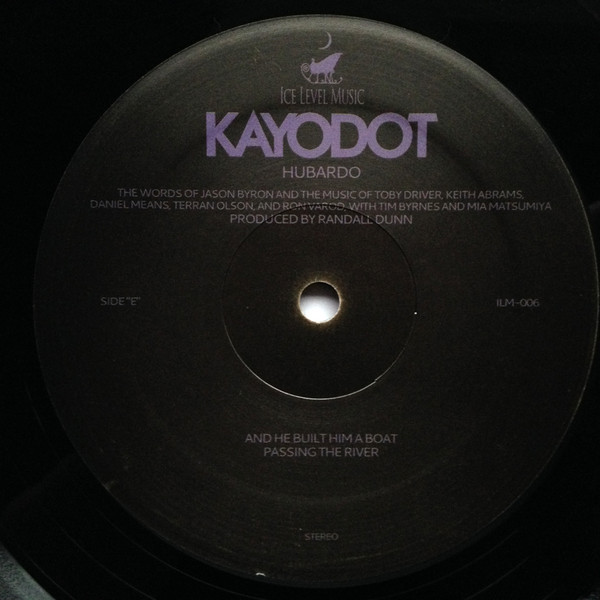 ICE LEVEL MUSIC
KAYODOT
HUBARDO
THE WORDS OF JASON BYRON AND THE MUSIC OF TOBY DRIVER, KEITH ABRAMS,
DANIEL MEANS, TERRAN OLSON, AND RON VAROD, WITH TIM BYRNES AND MIA MATSUMIYA
PRODUCED BY RANDALL DUNN
SIDE "E"
ILM-006
AND HE BUILT HIM A BOAT
PASSING THE RIVER
STEREO